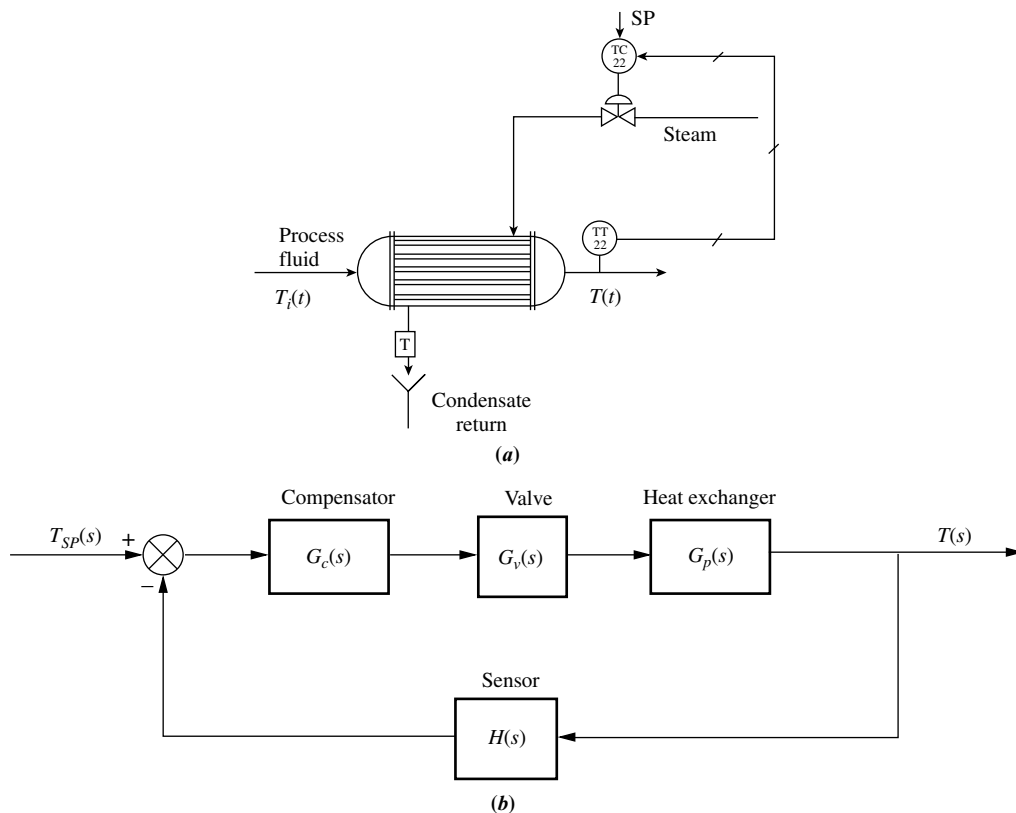 SP
TC
22
Steam
TT
22
Process
fluid
T_i(t)
T(t)
T
Condensate
return
(a)
Compensator
Valve
Heat exchanger
T_SP(s)
+
G_c(s)
G_v(s)
G_p(s)
T(s)
−
Sensor
H(s)
(b)